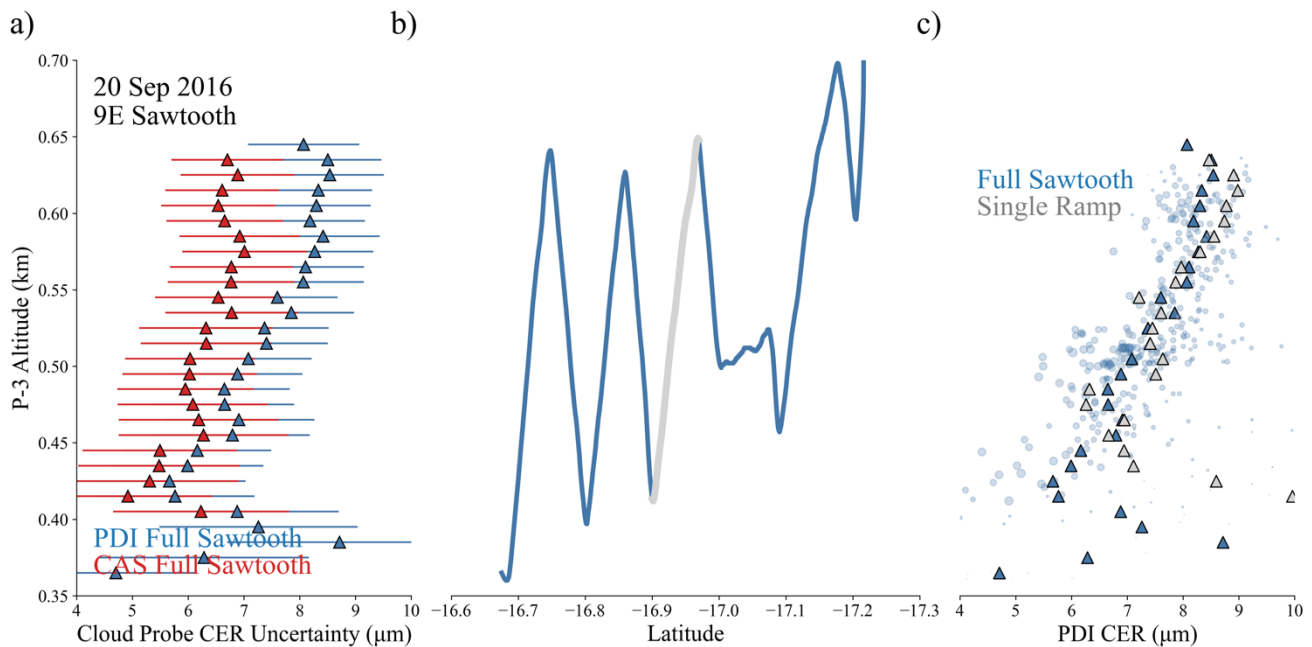 a)
b)
c)
20 Sep 2016
9E Sawtooth
PDI Full Sawtooth
CAS Full Sawtooth
P-3 Altitude (km)
0.70
0.65
0.60
0.55
0.50
0.45
0.40
0.35
4 5 6 7 8 9 10
Cloud Probe CER Uncertainty (μm)
−16.6 −16.7 −16.8 −16.9 −17.0 −17.1 −17.2 −17.3
Latitude
Full Sawtooth
Single Ramp
4 5 6 7 8 9 10
PDI CER (μm)